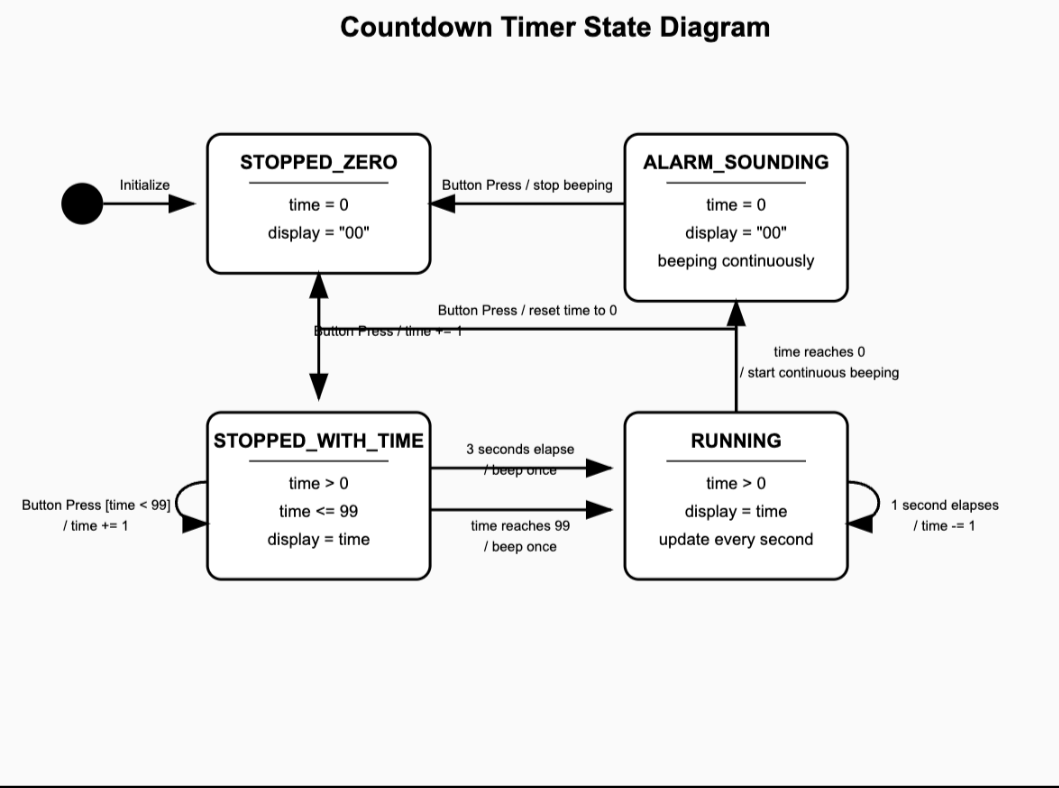 Countdown Timer State Diagram
STOPPED_ZERO
time = 0
display = "00"
ALARM_SOUNDING
time = 0
display = "00"
beeping continuously
Initialize
Button Press / stop beeping
Button Press / reset time to 0
Button Press / time += 1
time reaches 0
/ start continuous beeping
STOPPED_WITH_TIME
time > 0
time <= 99
display = time
RUNNING
time > 0
display = time
update every second
3 seconds elapse
/ beep once
time reaches 99
/ beep once
Button Press [time < 99]
/ time += 1
1 second elapses
/ time -= 1